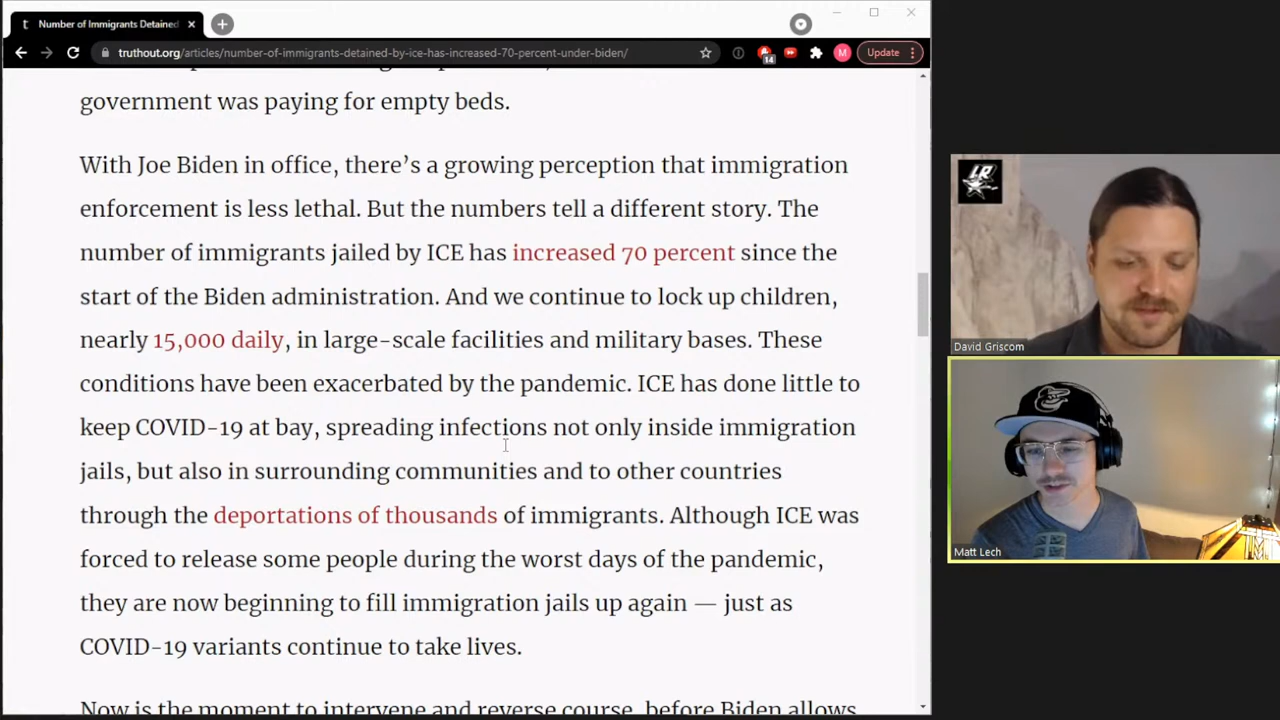 Number of Immigrants Detained
Update
truthout.org/articles/number-of-immigrants-detained-by-ice-has-increased-70-percent-under-biden/
14
M
government was paying for empty beds.
With Joe Biden in office, there’s a growing perception that immigration
enforcement is less lethal. But the numbers tell a different story. The
number of immigrants jailed by ICE has increased 70 percent since the
start of the Biden administration. And we continue to lock up children,
nearly 15,000 daily, in large-scale facilities and military bases. These
conditions have been exacerbated by the pandemic. ICE has done little to
keep COVID-19 at bay, spreading infections not only inside immigration
jails, but also in surrounding communities and to other countries
through the deportations of thousands of immigrants. Although ICE was
forced to release some people during the worst days of the pandemic,
they are now beginning to fill immigration jails up again — just as
COVID-19 variants continue to take lives.
Now is the moment to intervene and reverse course, before Biden allows
LR
David Griscom
Matt Lech